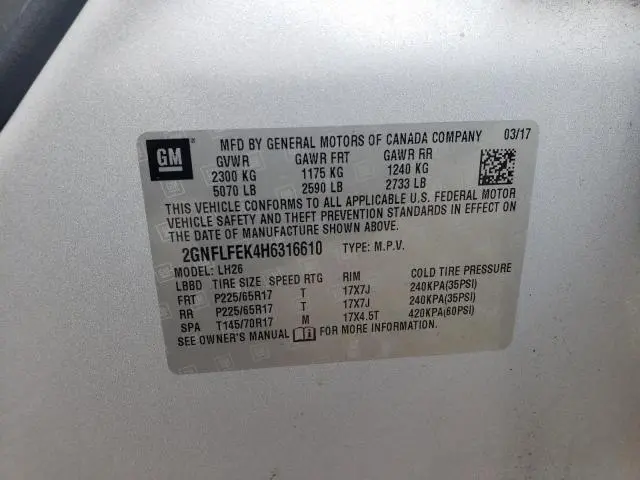 GM
MFD BY GENERAL MOTORS OF CANADA COMPANY 03/17
GVWR GAWR FRT GAWR RR
2300 KG 1175 KG 1240 KG
5070 LB 2590 LB 2733 LB
THIS VEHICLE CONFORMS TO ALL APPLICABLE U.S. FEDERAL MOTOR
VEHICLE SAFETY AND THEFT PREVENTION STANDARDS IN EFFECT ON
THE DATE OF MANUFACTURE SHOWN ABOVE.
2GNFLFEK4H6316610 TYPE: M.P.V.
MODEL: LH26
LBBD TIRE SIZE SPEED RTG RIM COLD TIRE PRESSURE
FRT P225/65R17 T 17X7J 240KPA(35PSI)
RR P225/65R17 T 17X7J 240KPA(35PSI)
SPA T145/70R17 M 17X4.5T 420KPA(60PSI)
SEE OWNER'S MANUAL FOR MORE INFORMATION.